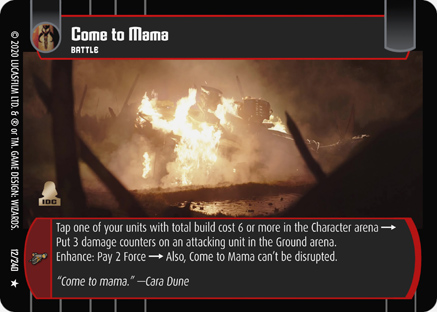 Come to Mama
BATTLE
© 2020 LUCASFILM LTD. & ® or TM. GAME DESIGN: WIZARDS.
IDC
Tap one of your units with total build cost 6 or more in the Character arena →
Put 3 damage counters on an attacking unit in the Ground arena.
Enhance: Pay 2 Force → Also, Come to Mama can't be disrupted.
"Come to mama." —Cara Dune
12/240 ★